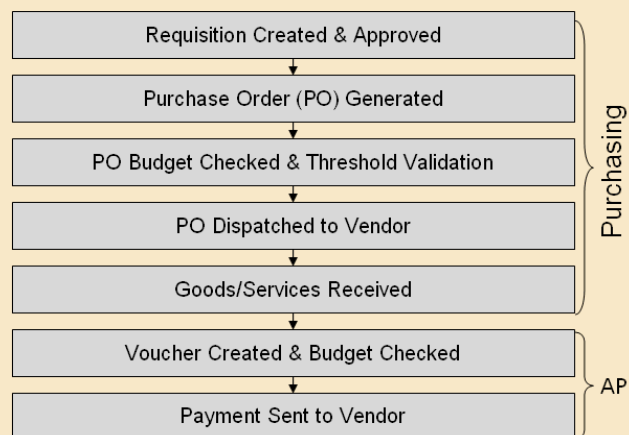 Requisition Created & Approved
Purchase Order (PO) Generated
PO Budget Checked & Threshold Validation
PO Dispatched to Vendor
Goods/Services Received
Purchasing
Voucher Created & Budget Checked
Payment Sent to Vendor
AP